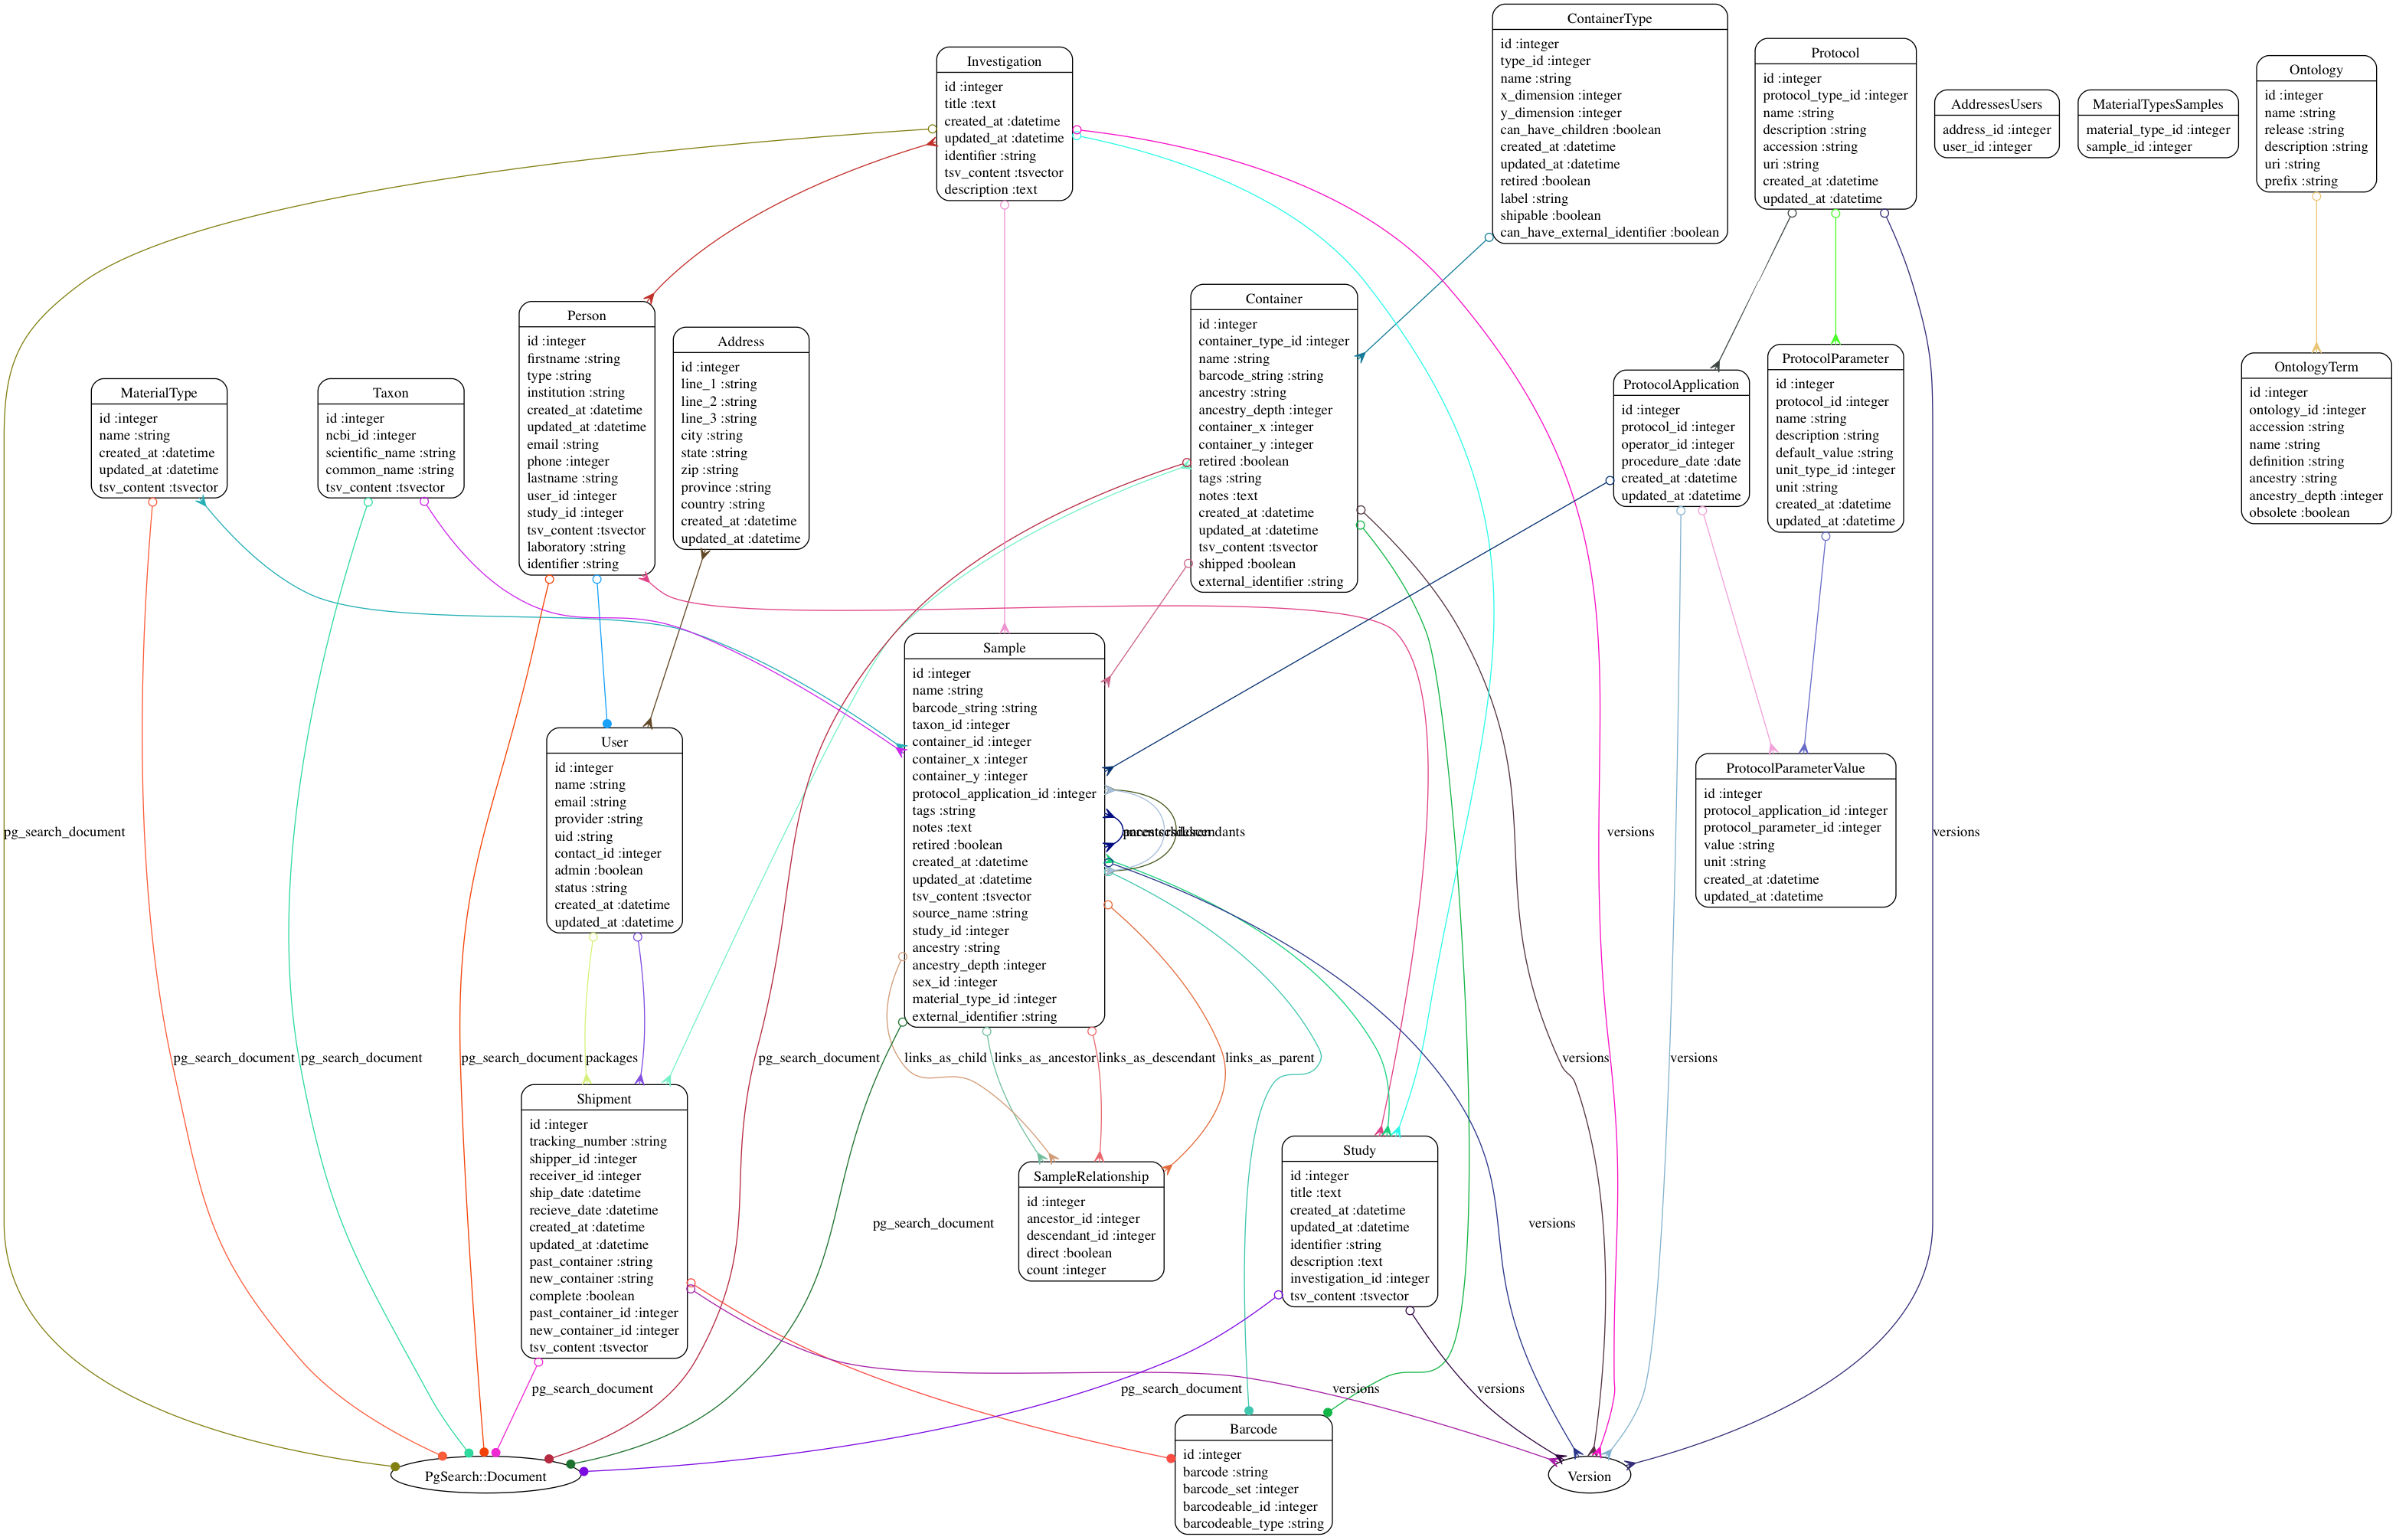 ContainerType
id :integer
type_id :integer
name :string
x_dimension :integer
y_dimension :integer
can_have_children :boolean
created_at :datetime
updated_at :datetime
retired :boolean
label :string
shipable :boolean
can_have_external_identifier :boolean
Investigation
id :integer
title :text
created_at :datetime
updated_at :datetime
identifier :string
tsv_content :tsvector
description :text
Protocol
id :integer
protocol_type_id :integer
name :string
description :string
accession :string
uri :string
created_at :datetime
updated_at :datetime
AddressesUsers
address_id :integer
user_id :integer
MaterialTypesSamples
material_type_id :integer
sample_id :integer
Ontology
id :integer
name :string
release :string
description :string
uri :string
prefix :string
Person
id :integer
firstname :string
type :string
institution :string
created_at :datetime
updated_at :datetime
email :string
phone :integer
lastname :string
user_id :integer
study_id :integer
tsv_content :tsvector
laboratory :string
identifier :string
Address
id :integer
line_1 :string
line_2 :string
line_3 :string
city :string
state :string
zip :string
province :string
country :string
created_at :datetime
updated_at :datetime
Container
id :integer
container_type_id :integer
name :string
barcode_string :string
ancestry :string
ancestry_depth :integer
container_x :integer
container_y :integer
retired :boolean
tags :string
notes :text
created_at :datetime
updated_at :datetime
tsv_content :tsvector
shipped :boolean
external_identifier :string
MaterialType
id :integer
name :string
created_at :datetime
updated_at :datetime
tsv_content :tsvector
Taxon
id :integer
ncbi_id :integer
scientific_name :string
common_name :string
tsv_content :tsvector
ProtocolApplication
id :integer
protocol_id :integer
operator_id :integer
procedure_date :date
created_at :datetime
updated_at :datetime
ProtocolParameter
id :integer
protocol_id :integer
name :string
description :string
default_value :string
unit_type_id :integer
unit :string
created_at :datetime
updated_at :datetime
OntologyTerm
id :integer
ontology_id :integer
accession :string
name :string
definition :string
ancestry :string
ancestry_depth :integer
obsolete :boolean
Sample
id :integer
name :string
barcode_string :string
taxon_id :integer
container_id :integer
container_x :integer
container_y :integer
protocol_application_id :integer
tags :string
notes :text
retired :boolean
created_at :datetime
updated_at :datetime
tsv_content :tsvector
source_name :string
study_id :integer
ancestry :string
ancestry_depth :integer
sex_id :integer
material_type_id :integer
external_identifier :string
User
id :integer
name :string
email :string
provider :string
uid :string
contact_id :integer
admin :boolean
status :string
created_at :datetime
updated_at :datetime
ProtocolParameterValue
id :integer
protocol_application_id :integer
protocol_parameter_id :integer
value :string
unit :string
created_at :datetime
updated_at :datetime
pg_search_document
versions
versions
pg_search_document
pg_search_document
pg_search_document
packages
pg_search_document
links_as_child
links_as_ancestor
links_as_descendant
links_as_parent
versions
versions
Shipment
id :integer
tracking_number :string
shipper_id :integer
receiver_id :integer
ship_date :datetime
recieve_date :datetime
created_at :datetime
updated_at :datetime
past_container :string
new_container :string
complete :boolean
past_container_id :integer
new_container_id :integer
tsv_content :tsvector
SampleRelationship
id :integer
ancestor_id :integer
descendant_id :integer
direct :boolean
count :integer
Study
id :integer
title :text
created_at :datetime
updated_at :datetime
identifier :string
description :text
investigation_id :integer
tsv_content :tsvector
pg_search_document
versions
pg_search_document
pg_search_document
versions
versions
Barcode
id :integer
barcode :string
barcode_set :integer
barcodeable_id :integer
barcodeable_type :string
PgSearch::Document
Version